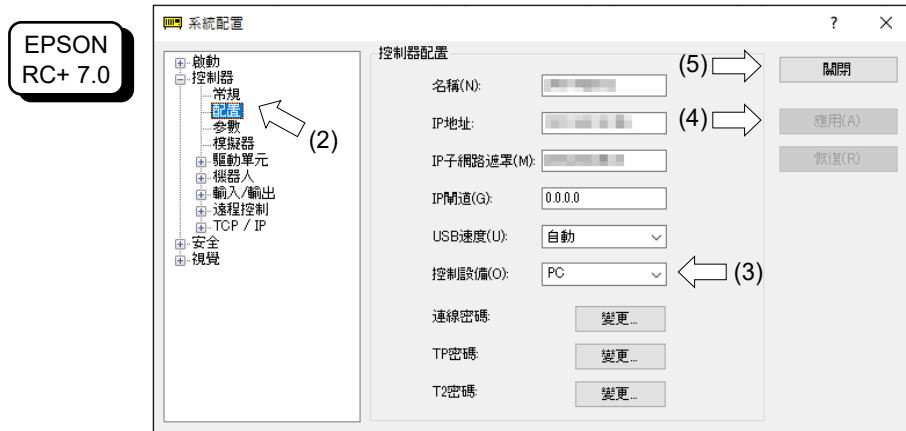 EPSON
RC+ 7.0
系統配置
?
啟動
控制器
常規
配置
參數
模擬器
驅動單元
機器人
輸入/輸出
遠程控制
TCP / IP
安全
視覺
(2)
控制器配置
名稱(N):
IP地址:
IP子網路遮罩(M):
IP閘道(G):
0.0.0.0
USB速度(U):
自動
控制設備(O):
PC
(3)
連線密碼:
變更...
TP密碼:
變更...
T2密碼:
變更...
(5)
關閉
(4)
應用(A)
恢復(R)